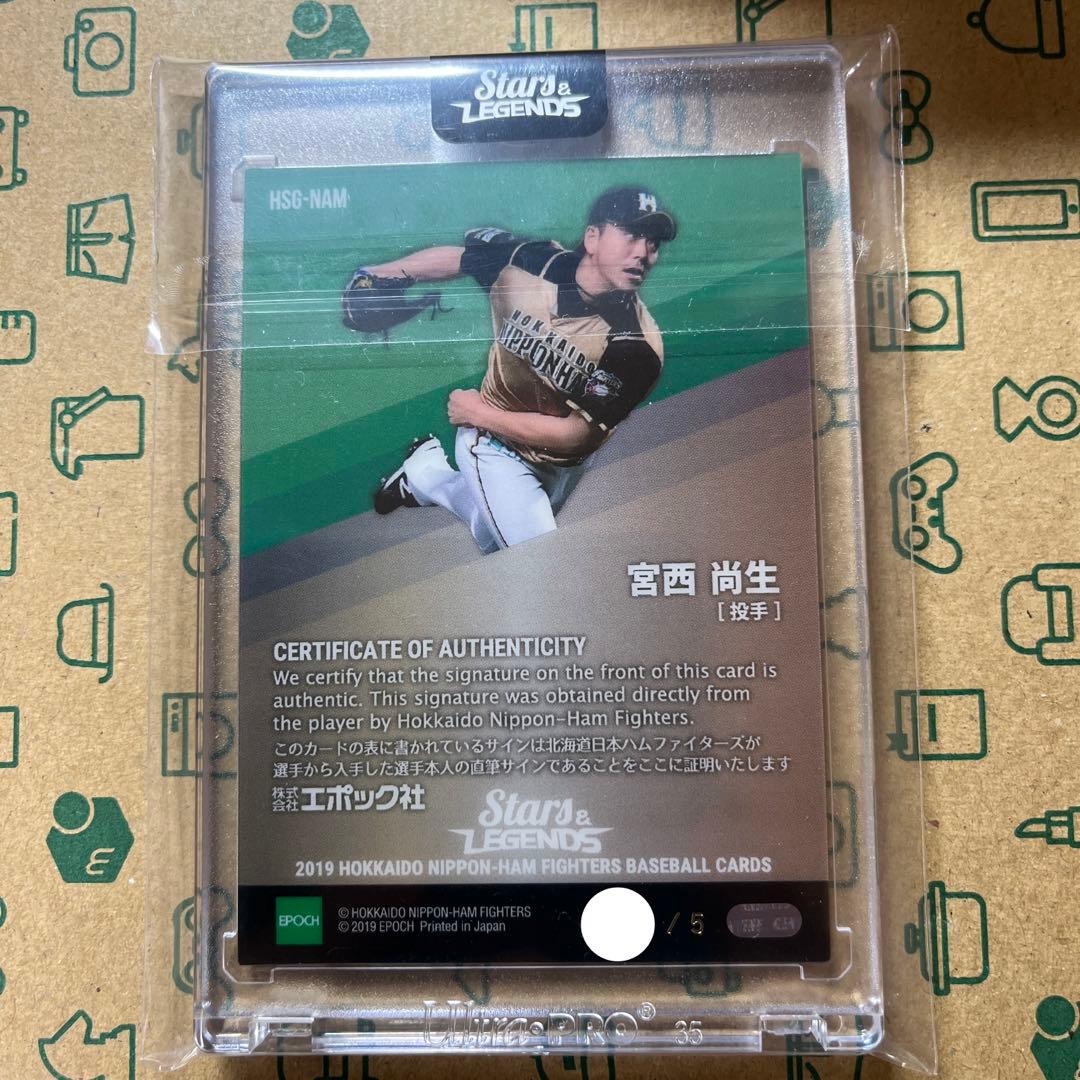 Stars &
LEGENDS
HSG-NAM
H
HOKKAIDO
NIPPONHA
宮西 尚生
[ 投手 ]
CERTIFICATE OF AUTHENTICITY
We certify that the signature on the front of this card is
authentic. This signature was obtained directly from
the player by Hokkaido Nippon-Ham Fighters.
このカードの表に書かれているサインは北海道日本ハムファイターズが
選手から入手した選手本人の直筆サインであることをここに証明いたします
株式会社エポック社
Stars &
LEGENDS
2019 HOKKAIDO NIPPON-HAM FIGHTERS BASEBALL CARDS
EPOCH
© HOKKAIDO NIPPON-HAM FIGHTERS
© 2019 EPOCH Printed in Japan
/ 5
Ultra•PRO® 35